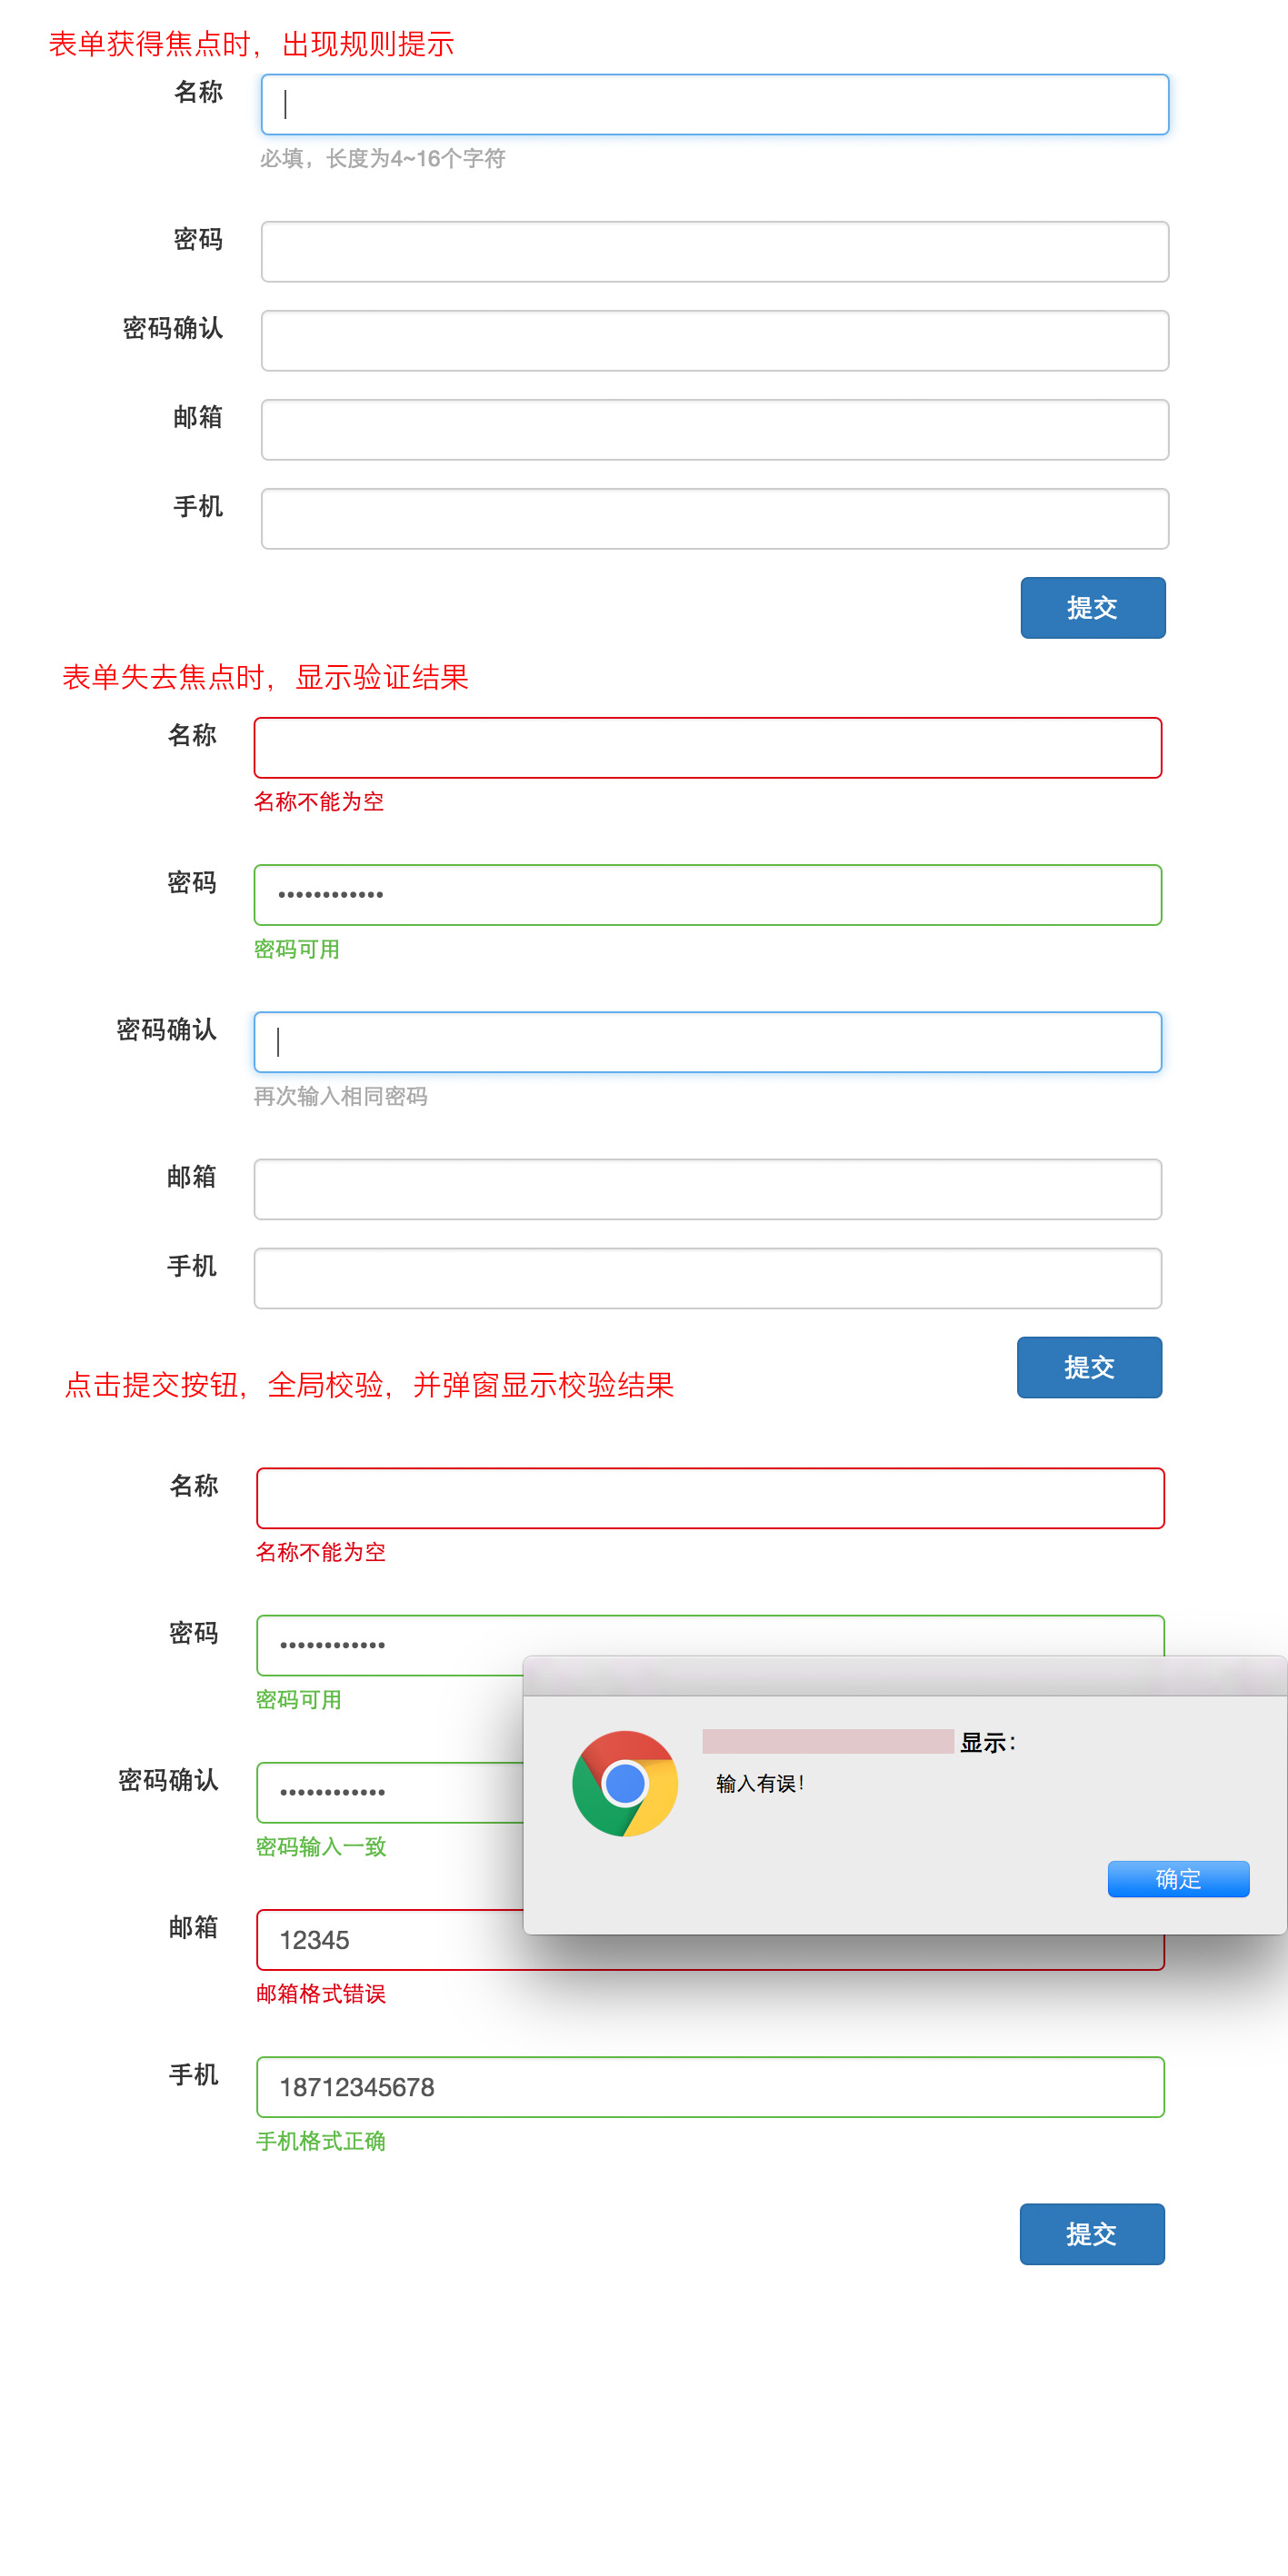 表单获得焦点时，出现规则提示
名称
必填，长度为4~16个字符
密码
密码确认
邮箱
手机
提交
表单失去焦点时，显示验证结果
名称
名称不能为空
密码
••••••••••••
密码可用
密码确认
再次输入相同密码
邮箱
手机
提交
点击提交按钮，全局校验，并弹窗显示校验结果
名称
名称不能为空
密码
••••••••••••
密码可用
显示：
输入有误！
密码确认
••••••••••••
密码输入一致
确定
邮箱
12345
邮箱格式错误
手机
18712345678
手机格式正确
提交